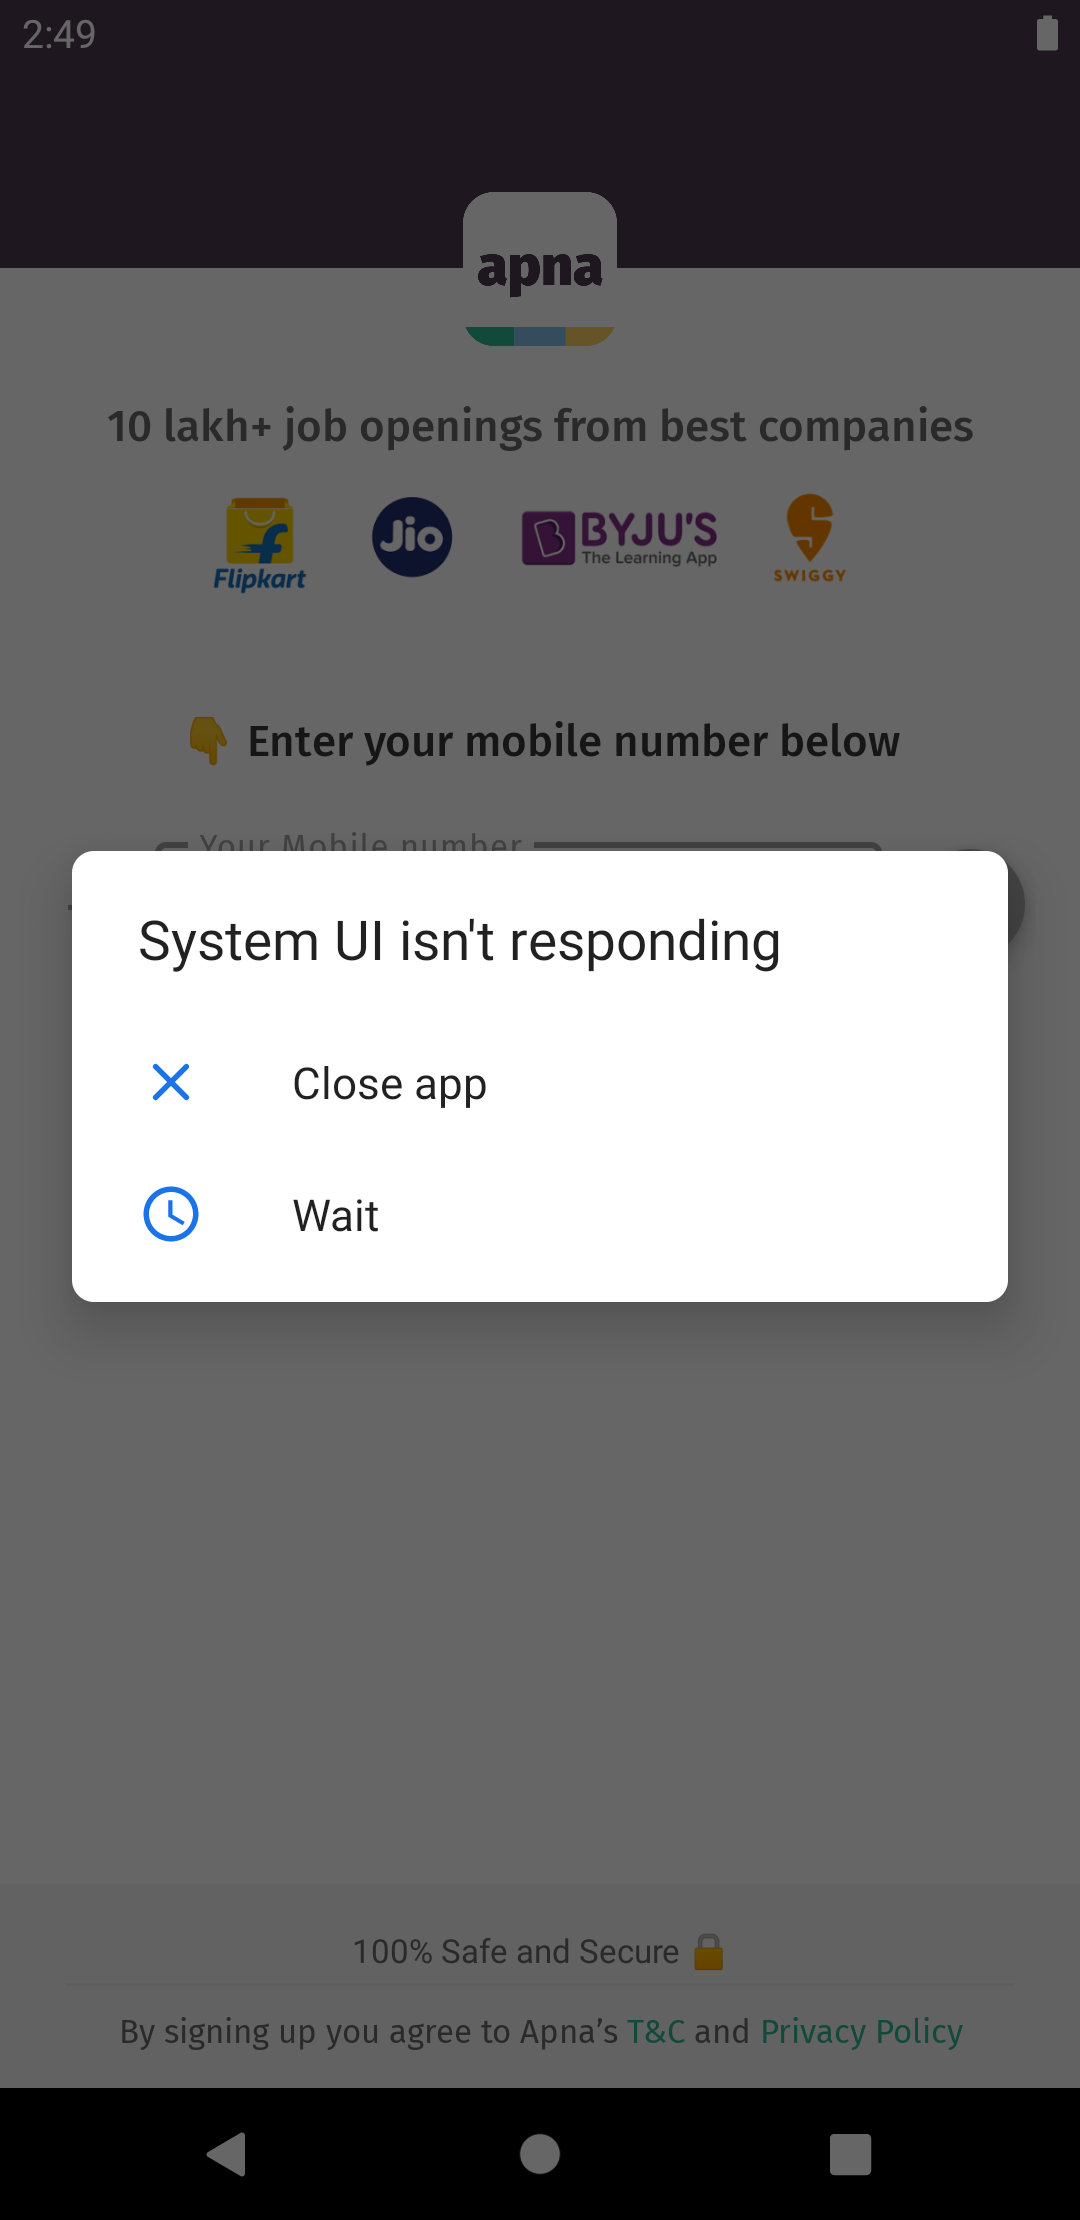 2:49
apna
10 lakh+ job openings from best companies
Flipkart
Jio
BYJU'S
The Learning App
SWIGGY
👇 Enter your mobile number below
Your Mobile number
System UI isn't responding
Close app
Wait
100% Safe and Secure 🔒
By signing up you agree to Apna’s T&C and Privacy Policy